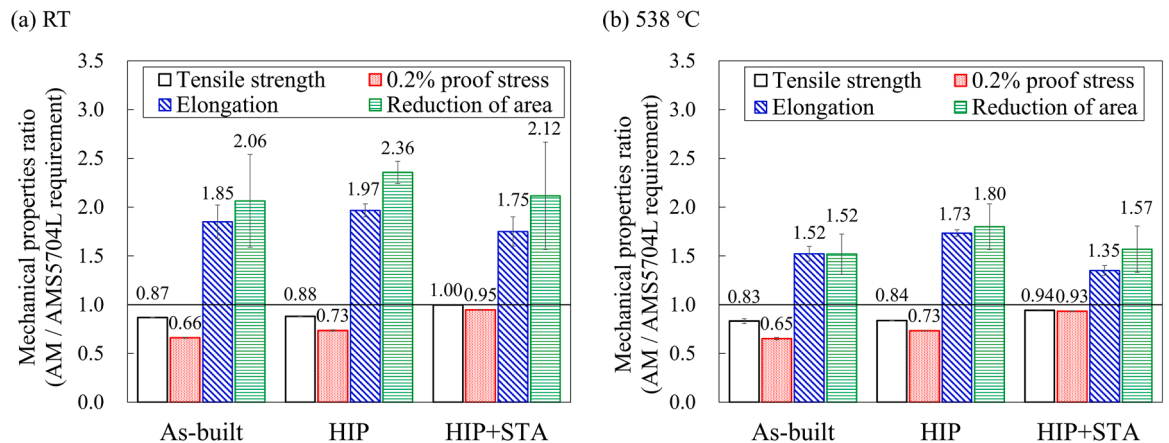 (a) RT
Mechanical properties ratio
(AM / AMS5704L requirement)
3.5
3.0
2.5
2.0
1.5
1.0
0.5
0.0
Tensile strength
0.2% proof stress
Elongation
Reduction of area
0.87
0.66
1.85
2.06
0.88
0.73
1.97
2.36
1.00
0.95
1.75
2.12
As-built
HIP
HIP+STA
(b) 538 ℃
Mechanical properties ratio
(AM / AMS5704L requirement)
3.5
3.0
2.5
2.0
1.5
1.0
0.5
0.0
Tensile strength
0.2% proof stress
Elongation
Reduction of area
0.83
0.65
1.52
1.52
0.84
0.73
1.73
1.80
0.94
0.93
1.35
1.57
As-built
HIP
HIP+STA